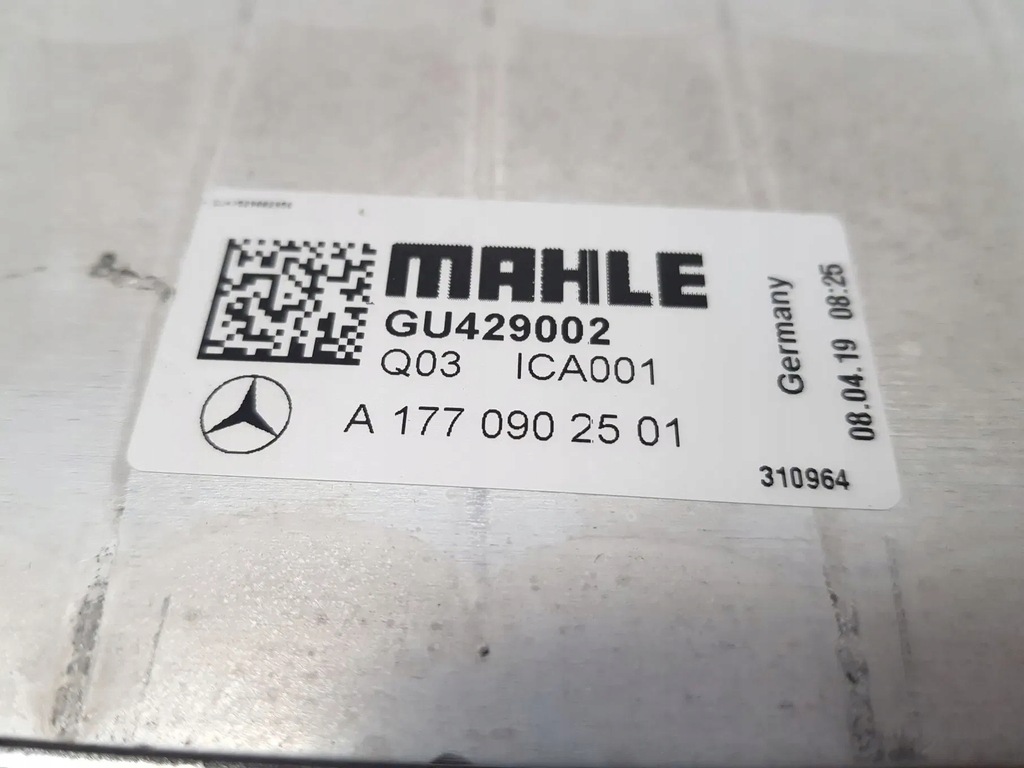 MAHLE
GU429002
Q03 ICA001
A 177 090 25 01
Germany
08.04.19 08:25
310964